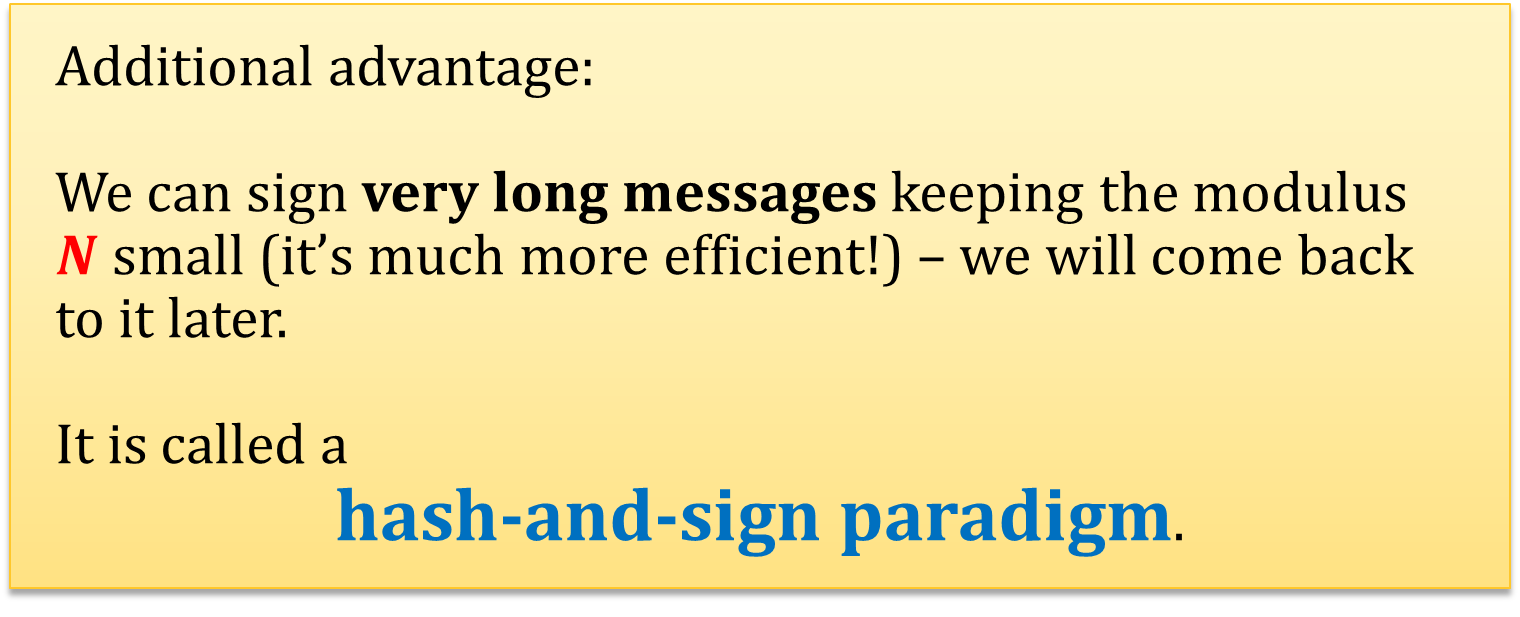 Additional advantage:
We can sign very long messages keeping the modulus
N small (it’s much more efficient!) – we will come back
to it later.
It is called a
hash-and-sign paradigm.